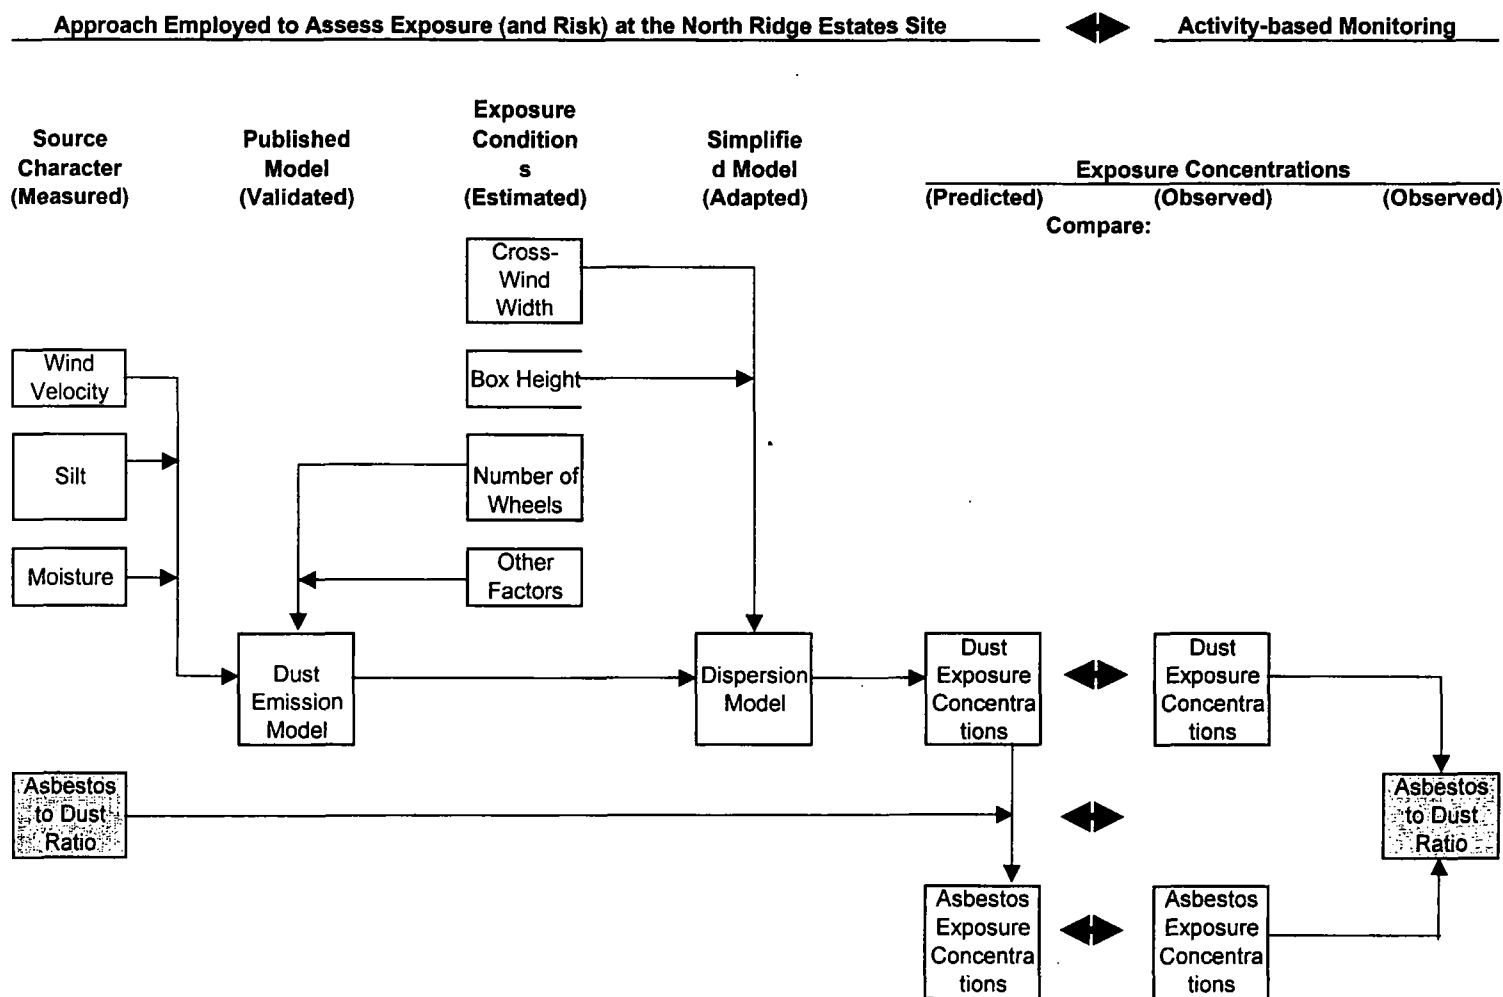 Approach Employed to Assess Exposure (and Risk) at the North Ridge Estates Site
Activity-based Monitoring
Source
Character
(Measured)
Published
Model
(Validated)
Exposure
Condition
s
(Estimated)
Simplifie
d Model
(Adapted)
Exposure Concentrations
(Predicted)
(Observed)
(Observed)
Compare:
Cross-
Wind
Width
Wind
Velocity
Box Height
Silt
Number of
Wheels
Moisture
Other
Factors
Dust
Emission
Model
Dispersion
Model
Dust
Exposure
Concentra
tions
Dust
Exposure
Concentra
tions
Asbestos
to Dust
Ratio
Asbestos
to Dust
Ratio
Asbestos
Exposure
Concentra
tions
Asbestos
Exposure
Concentra
tions